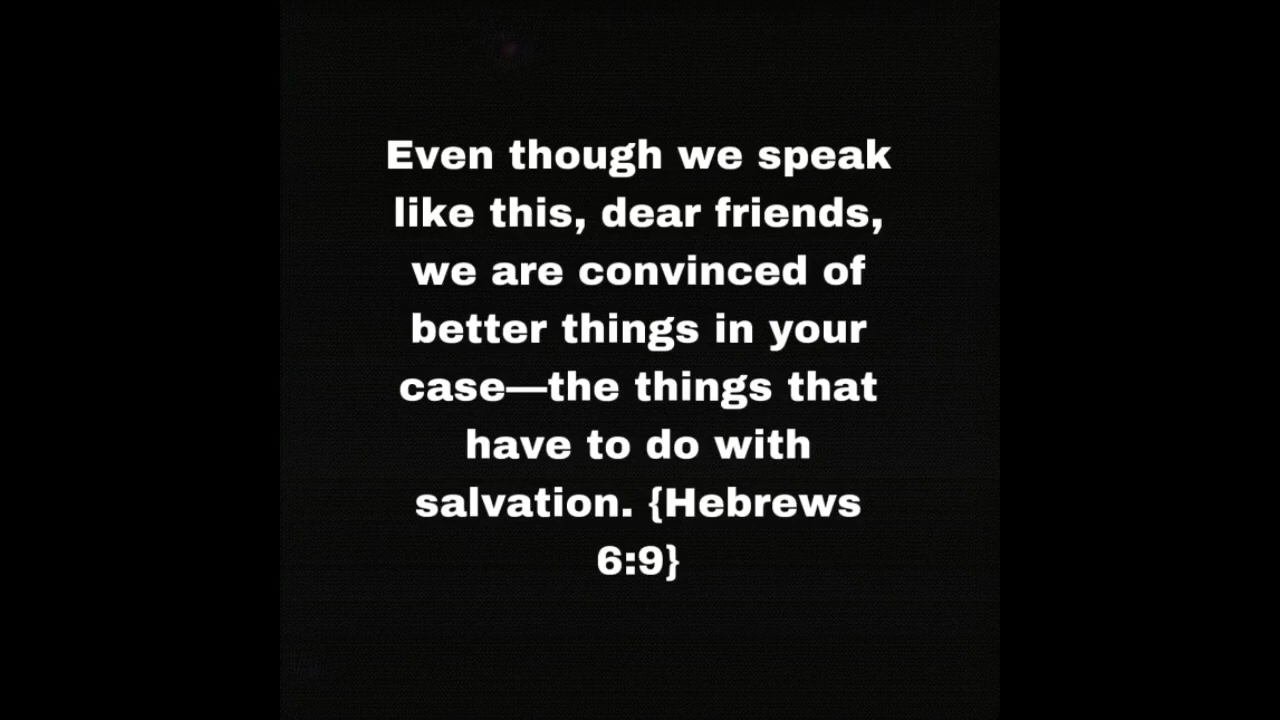 Even though we speak
like this, dear friends,
we are convinced of
better things in your
case—the things that
have to do with
salvation. {Hebrews
6:9}